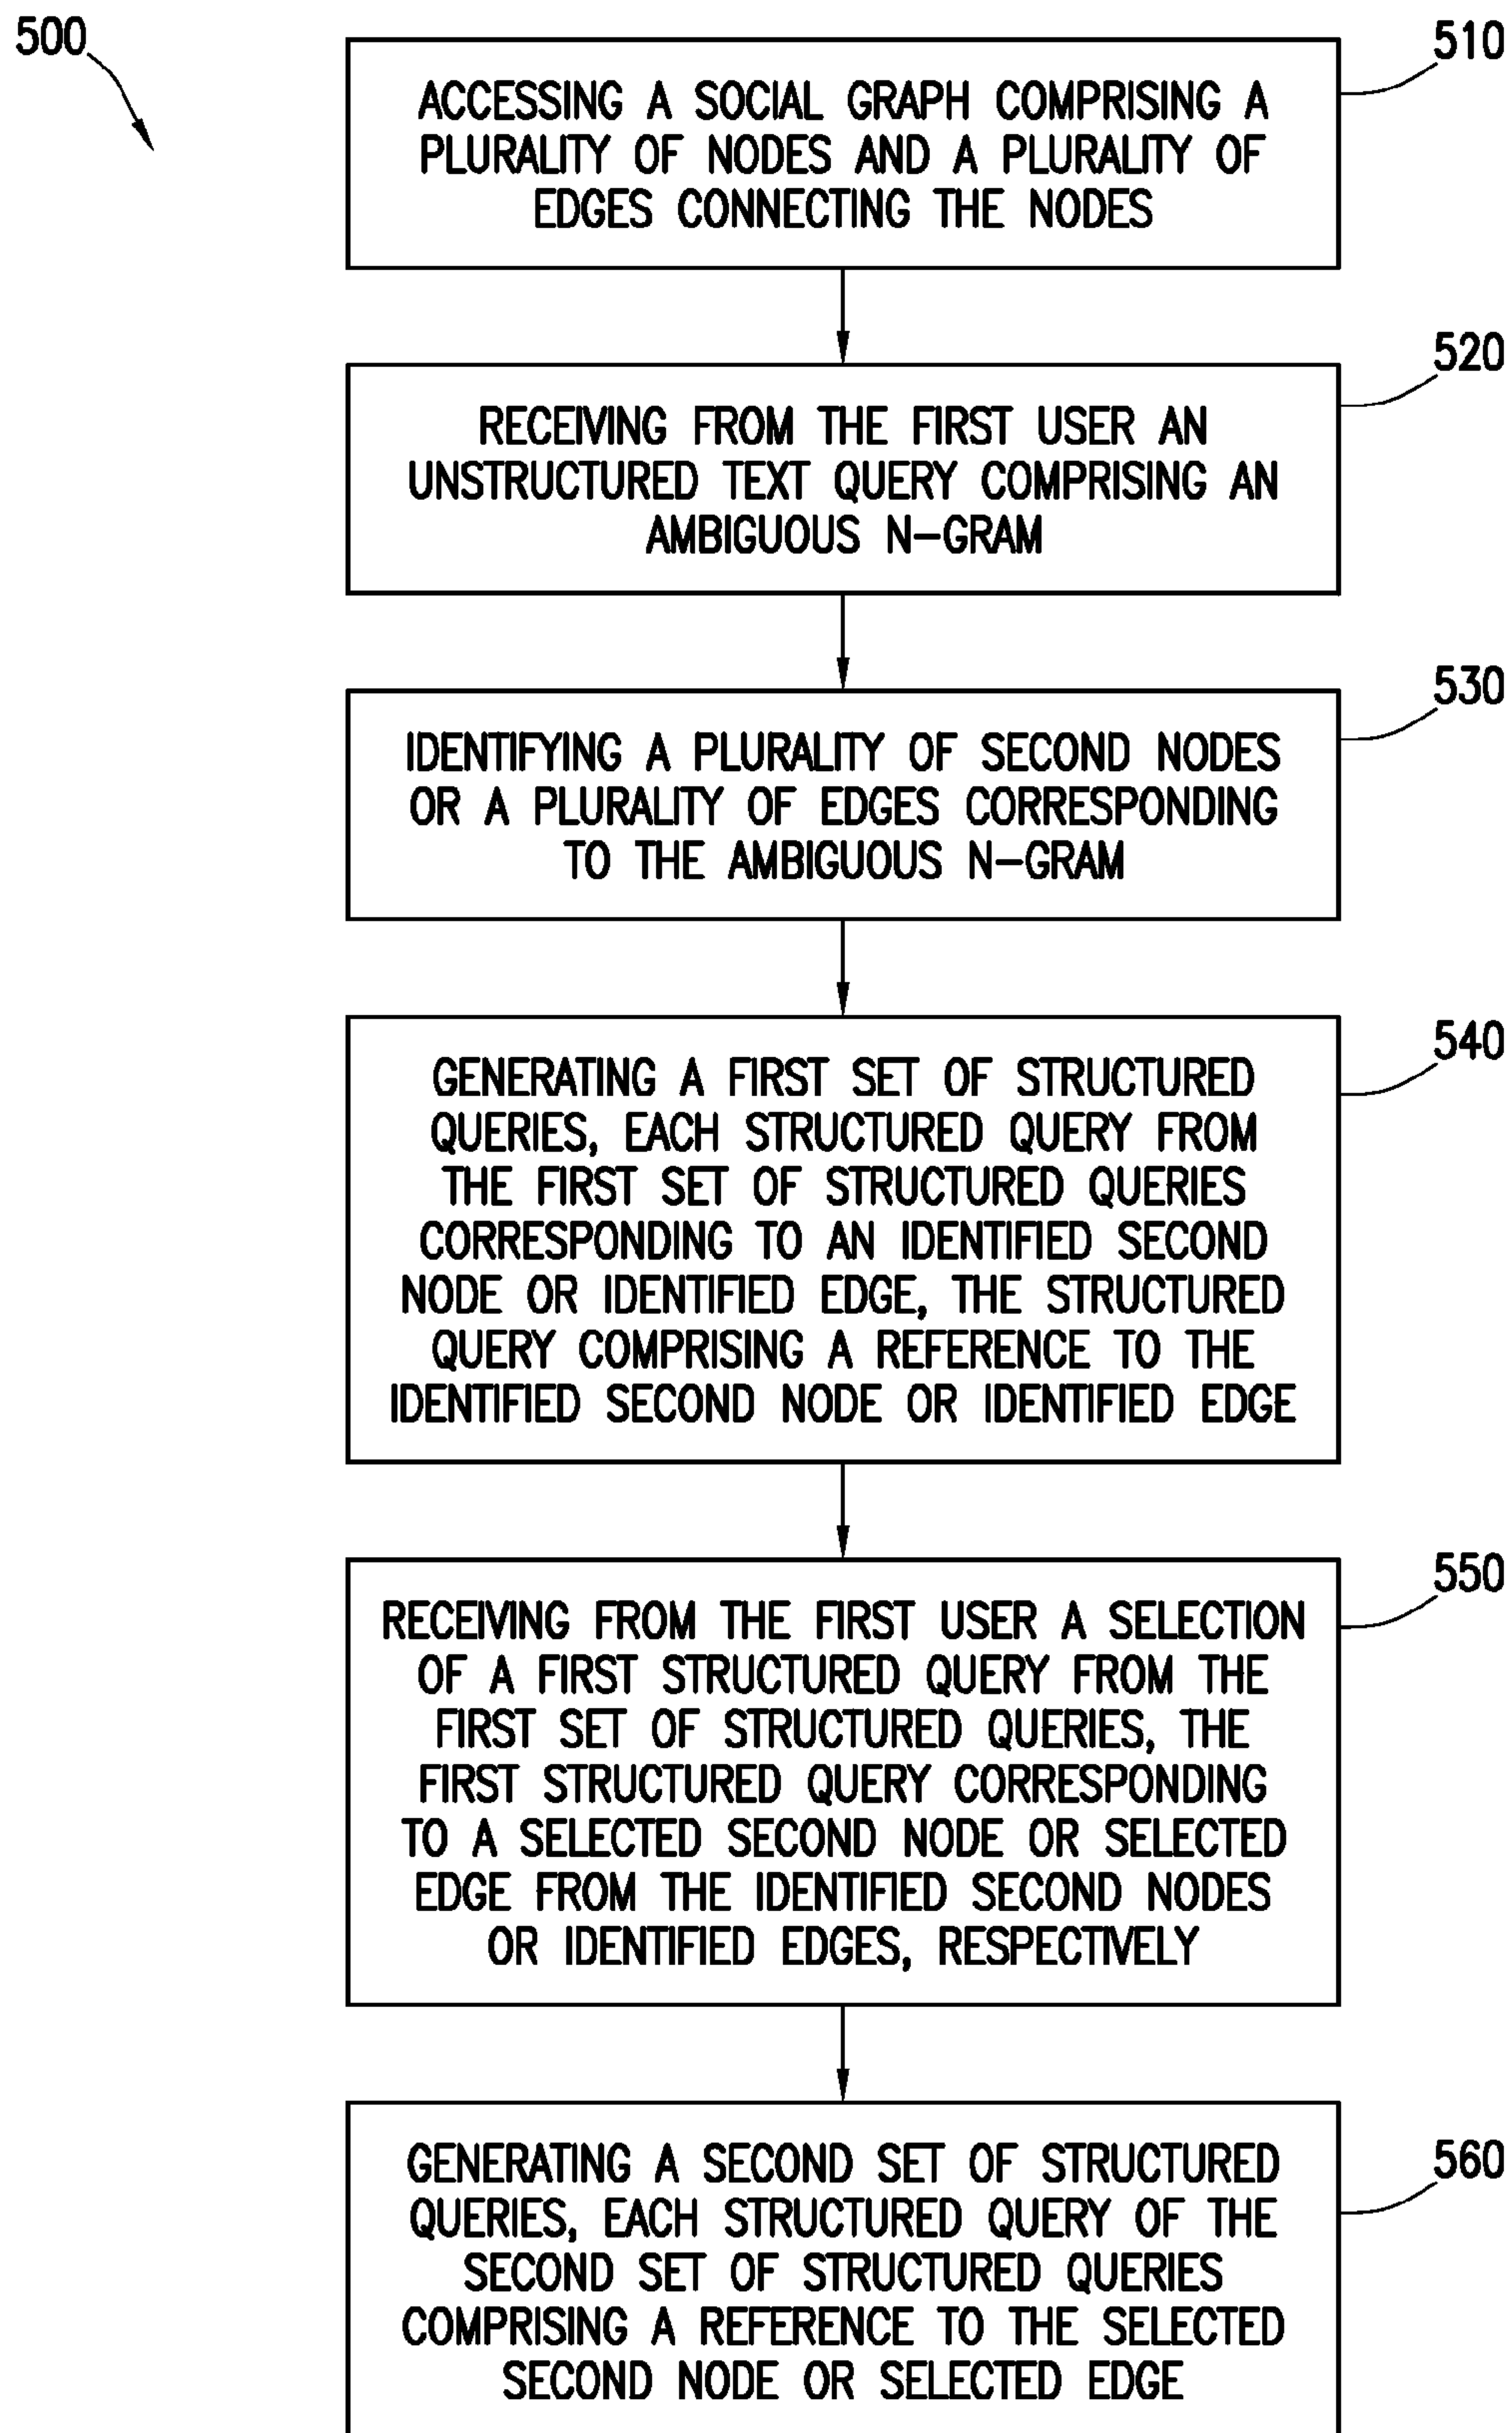 500
510
ACCESSING A SOCIAL GRAPH COMPRISING A
PLURALITY OF NODES AND A PLURALITY OF
EDGES CONNECTING THE NODES
520
RECEIVING FROM THE FIRST USER AN
UNSTRUCTURED TEXT QUERY COMPRISING AN
AMBIGUOUS N-GRAM
530
IDENTIFYING A PLURALITY OF SECOND NODES
OR A PLURALITY OF EDGES CORRESPONDING
TO THE AMBIGUOUS N-GRAM
540
GENERATING A FIRST SET OF STRUCTURED
QUERIES, EACH STRUCTURED QUERY FROM
THE FIRST SET OF STRUCTURED QUERIES
CORRESPONDING TO AN IDENTIFIED SECOND
NODE OR IDENTIFIED EDGE, THE STRUCTURED
QUERY COMPRISING A REFERENCE TO THE
IDENTIFIED SECOND NODE OR IDENTIFIED EDGE
550
RECEIVING FROM THE FIRST USER A SELECTION
OF A FIRST STRUCTURED QUERY FROM THE
FIRST SET OF STRUCTURED QUERIES, THE
FIRST STRUCTURED QUERY CORRESPONDING
TO A SELECTED SECOND NODE OR SELECTED
EDGE FROM THE IDENTIFIED SECOND NODES
OR IDENTIFIED EDGES, RESPECTIVELY
560
GENERATING A SECOND SET OF STRUCTURED
QUERIES, EACH STRUCTURED QUERY OF THE
SECOND SET OF STRUCTURED QUERIES
COMPRISING A REFERENCE TO THE SELECTED
SECOND NODE OR SELECTED EDGE